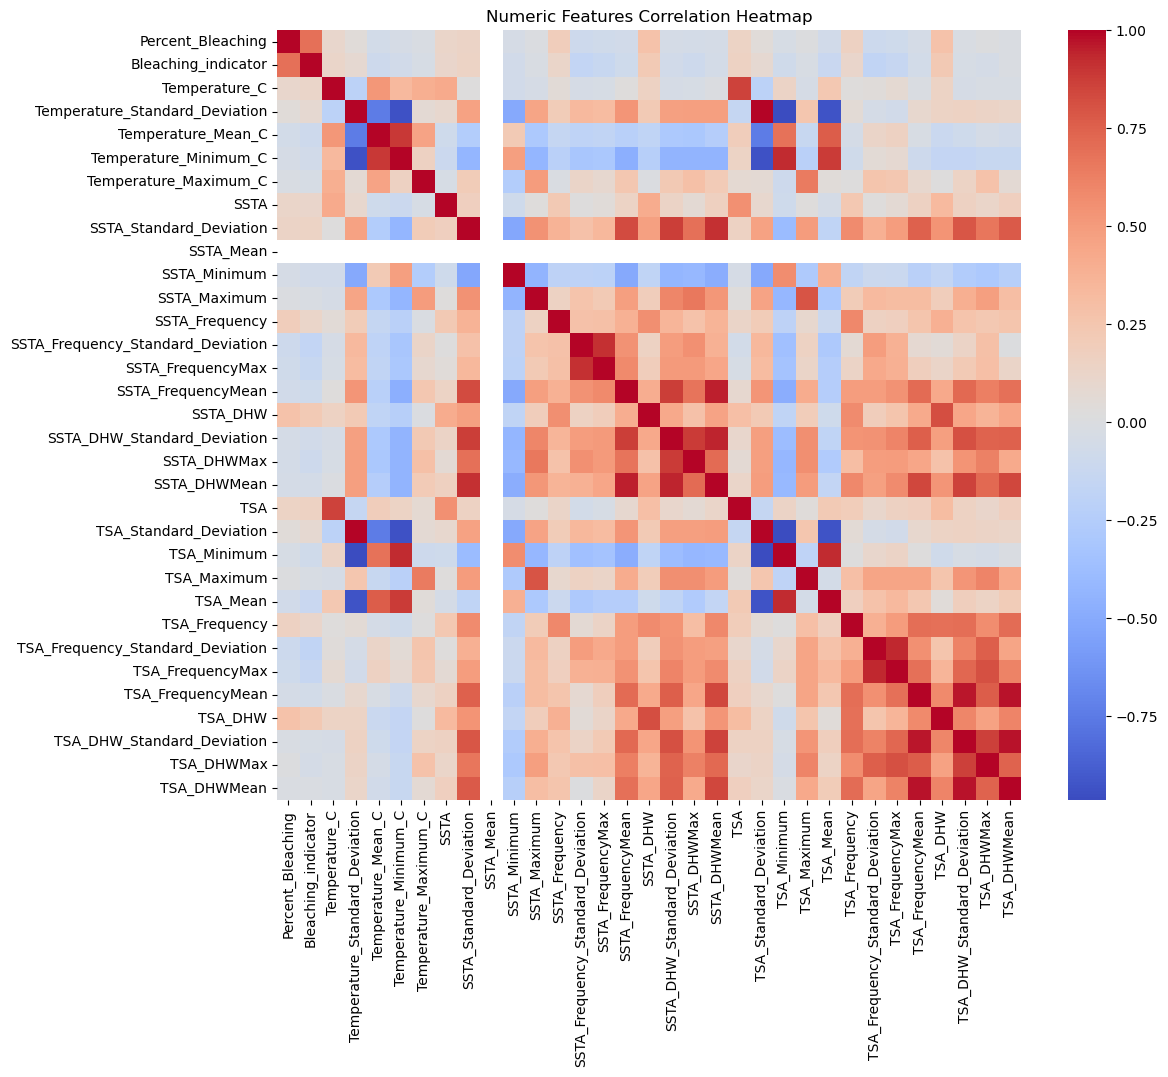 Numeric Features Correlation Heatmap
Percent_Bleaching
Bleaching_indicator
Temperature_C
Temperature_Standard_Deviation
Temperature_Mean_C
Temperature_Minimum_C
Temperature_Maximum_C
SSTA
SSTA_Standard_Deviation
SSTA_Mean
SSTA_Minimum
SSTA_Maximum
SSTA_Frequency
SSTA_Frequency_Standard_Deviation
SSTA_FrequencyMax
SSTA_FrequencyMean
SSTA_DHW
SSTA_DHW_Standard_Deviation
SSTA_DHWMax
SSTA_DHWMean
TSA
TSA_Standard_Deviation
TSA_Minimum
TSA_Maximum
TSA_Mean
TSA_Frequency
TSA_Frequency_Standard_Deviation
TSA_FrequencyMax
TSA_FrequencyMean
TSA_DHW
TSA_DHW_Standard_Deviation
TSA_DHWMax
TSA_DHWMean
Percent_Bleaching
Bleaching_indicator
Temperature_C
Temperature_Standard_Deviation
Temperature_Mean_C
Temperature_Minimum_C
Temperature_Maximum_C
SSTA
SSTA_Standard_Deviation
SSTA_Mean
SSTA_Minimum
SSTA_Maximum
SSTA_Frequency
SSTA_Frequency_Standard_Deviation
SSTA_FrequencyMax
SSTA_FrequencyMean
SSTA_DHW
SSTA_DHW_Standard_Deviation
SSTA_DHWMax
SSTA_DHWMean
TSA
TSA_Standard_Deviation
TSA_Minimum
TSA_Maximum
TSA_Mean
TSA_Frequency
TSA_Frequency_Standard_Deviation
TSA_FrequencyMax
TSA_FrequencyMean
TSA_DHW
TSA_DHW_Standard_Deviation
TSA_DHWMax
TSA_DHWMean
1.00
0.75
0.50
0.25
0.00
−0.25
−0.50
−0.75